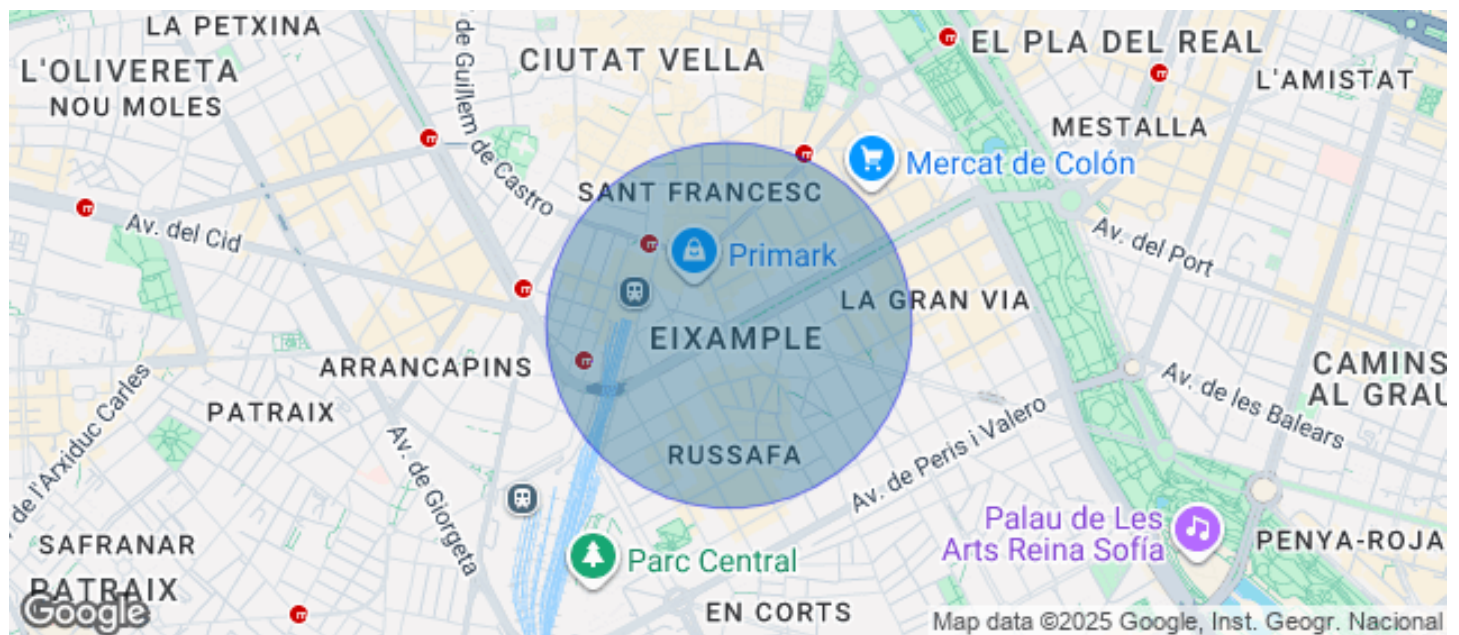 LA PETXINA
L'OLIVERETA
NOU MOLES
de Guillem de Castro
CIUTAT VELLA
EL PLA DEL REAL
L'AMISTAT
MESTALLA
Mercat de Colón
SANT FRANCESC
Av. del Cid
Primark
Av. del Port
LA GRAN VIA
EIXAMPLE
ARRANCAPINS
CAMINS
AL GRAU
PATRAIX
Av. de les Balears
de l'Arxiduc Carles
Av. de Giorgeta
RUSSAFA
Av. de Peris i Valero
Palau de Les
Arts Reina Sofía
PENYA-ROJA
SAFRANAR
Parc Central
PATRAIX
Google
EN CORTS
Map data ©2025 Google, Inst. Geogr. Nacional